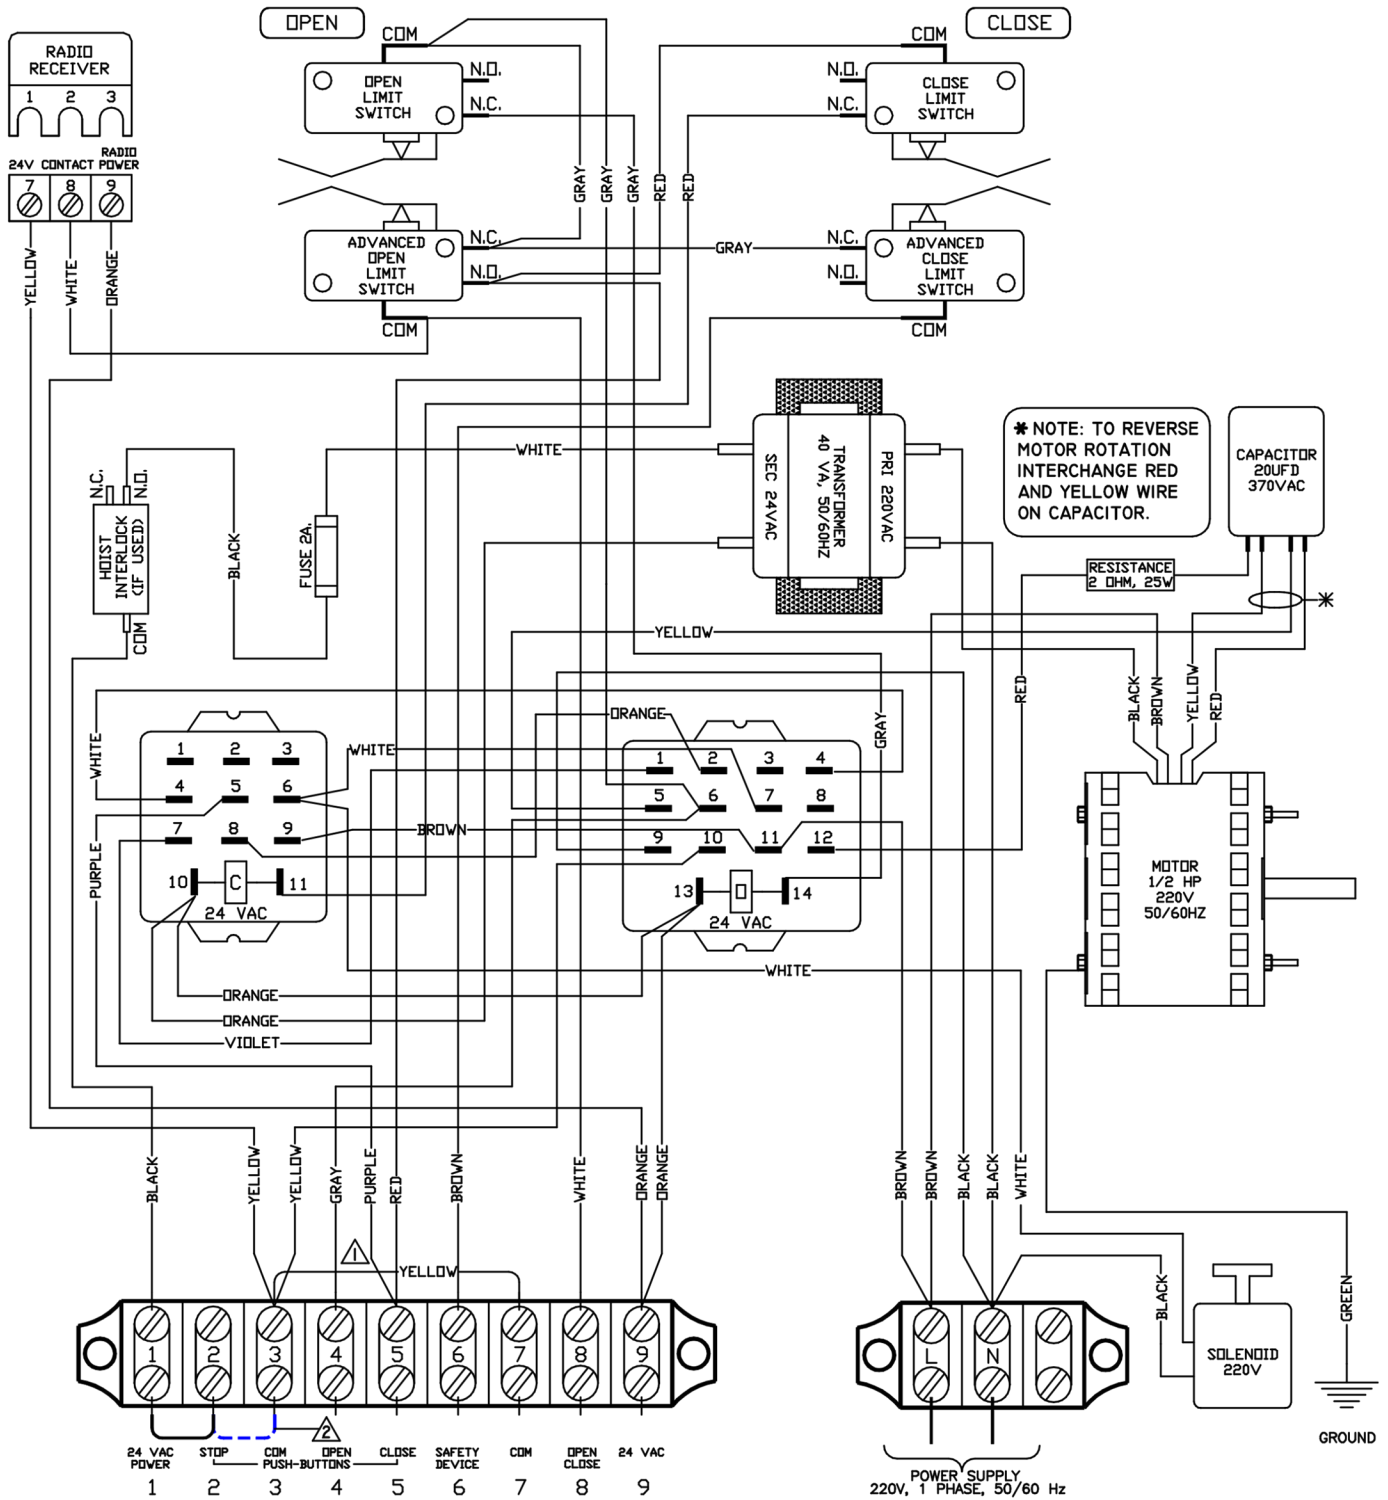 OPEN
CLOSE
RADIO
RECEIVER
1 2 3
24V CONTACT RADIO
POWER
7 8 9
COM
N.O.
N.C.
OPEN
LIMIT
SWITCH
COM
N.O.
N.C.
CLOSE
LIMIT
SWITCH
GRAY
GRAY
GRAY
RED
RED
ADVANCED
OPEN
LIMIT
SWITCH
N.C.
N.O.
COM
GRAY
N.C.
N.O.
ADVANCED
CLOSE
LIMIT
SWITCH
COM
YELLOW
WHITE
ORANGE
N.C.
N.O.
HOIST
INTERLOCK
(IF USED)
COM
BLACK
FUSE 2A.
WHITE
SEC 24VAC
TRANSFORMER
40 VA, 50/60HZ
PRI 220VAC
* NOTE: TO REVERSE
MOTOR ROTATION
INTERCHANGE RED
AND YELLOW WIRE
ON CAPACITOR.
CAPACITOR
20UFD
370VAC
RESISTANCE
2 OHM, 25W
*
YELLOW
RED
BLACK
BROWN
YELLOW
RED
WHITE
1 2 3
4 5 6
7 8 9
10 C 11
24 VAC
PURPLE
WHITE
BROWN
ORANGE
GRAY
1 2 3 4
5 6 7 8
9 10 11 12
13 O 14
24 VAC
MOTOR
1/2 HP
220V
50/60HZ
WHITE
ORANGE
ORANGE
VIOLET
BLACK
YELLOW
YELLOW
GRAY
PURPLE
RED
BROWN
WHITE
ORANGE
ORANGE
BROWN
BROWN
BLACK
BLACK
WHITE
1
YELLOW
BLACK
GREEN
1 2 3 4 5 6 7 8 9
L N
SOLENOID
220V
2
24 VAC
POWER
STOP
COM
OPEN
CLOSE
PUSH-BUTTONS
SAFETY
DEVICE
COM
OPEN
CLOSE
24 VAC
1 2 3 4 5 6 7 8 9
POWER SUPPLY
220V, 1 PHASE, 50/60 Hz
GROUND